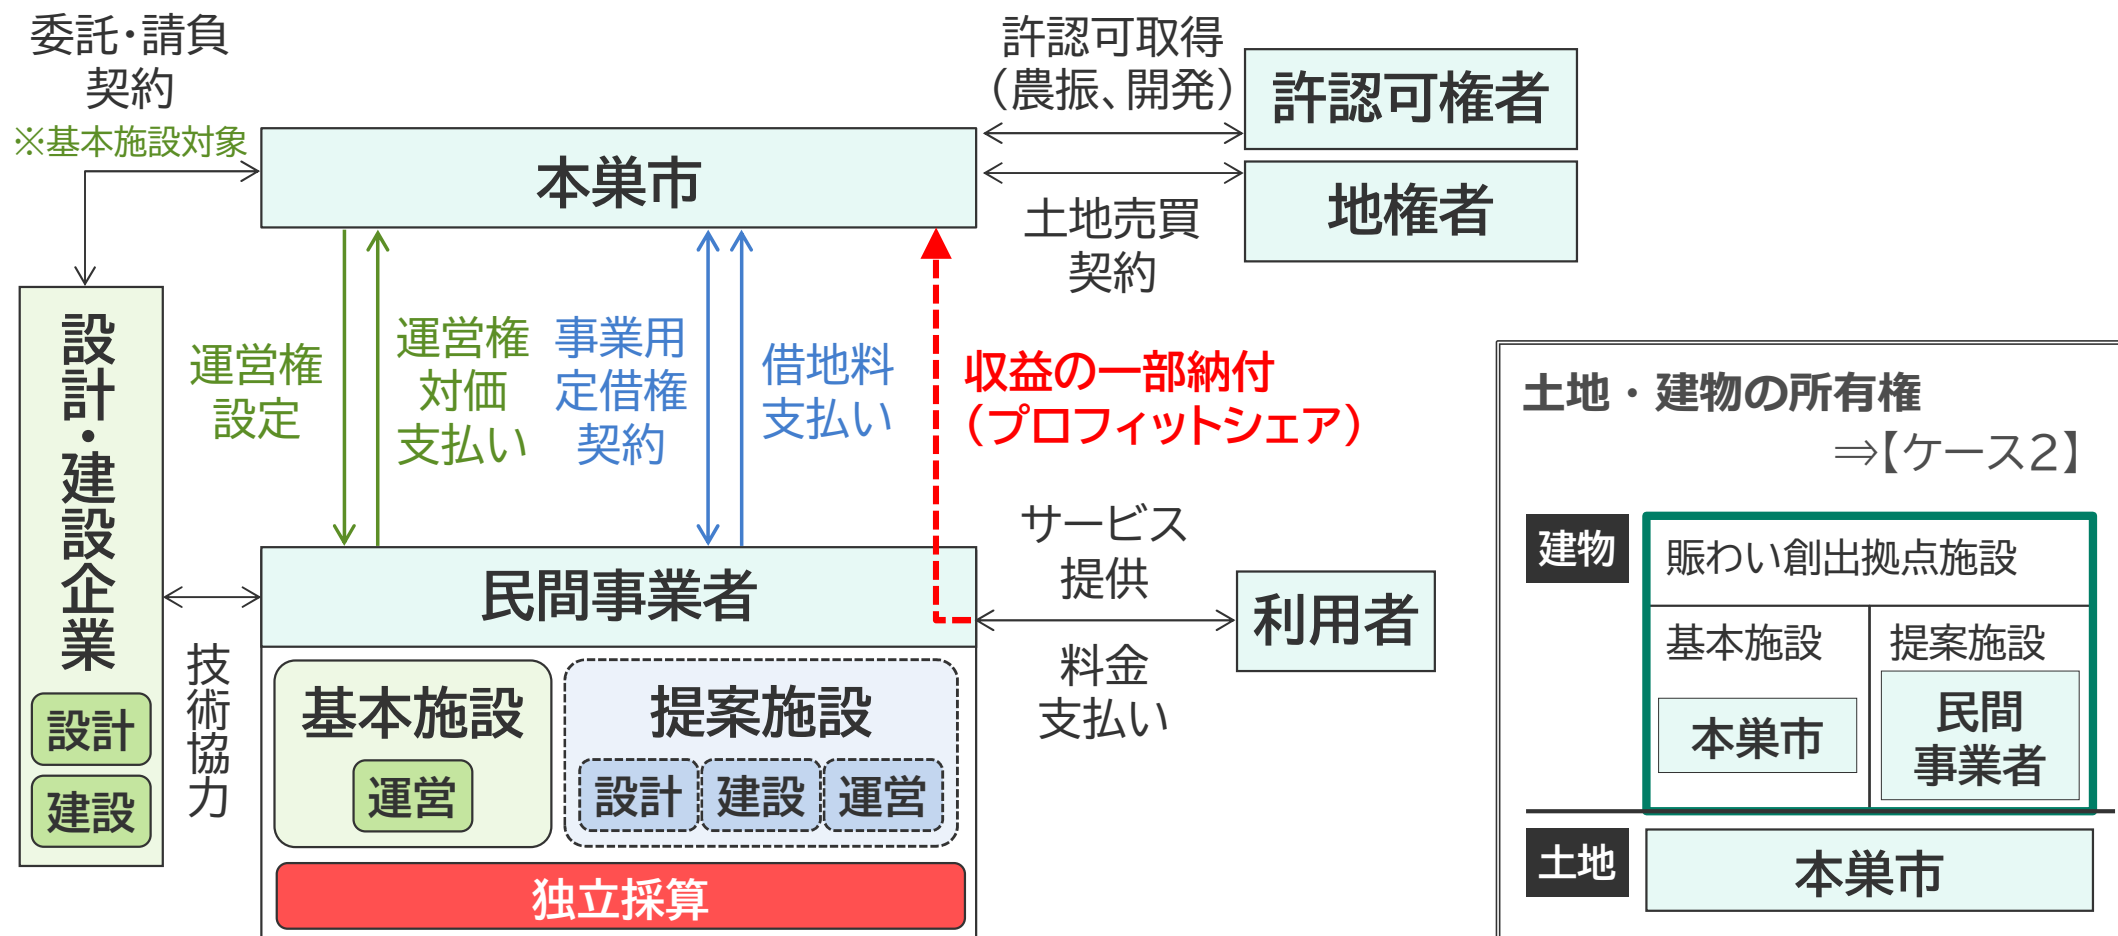 委託・請負
契約
※基本施設対象
許認可取得
（農振、開発）
許認可権者
本巣市
地権者
土地売買
契約
設計・建設企業
設計
建設
運営権
設定
運営権
対価
支払い
事業用
定借権
契約
借地料
支払い
収益の一部納付
（プロフィットシェア）
技術協力
民間事業者
基本施設
運営
提案施設
設計
建設
運営
独立採算
サービス
提供
料金
支払い
利用者
土地・建物の所有権
⇒【ケース2】
建物
賑わい創出拠点施設
基本施設
本巣市
提案施設
民間
事業者
土地
本巣市